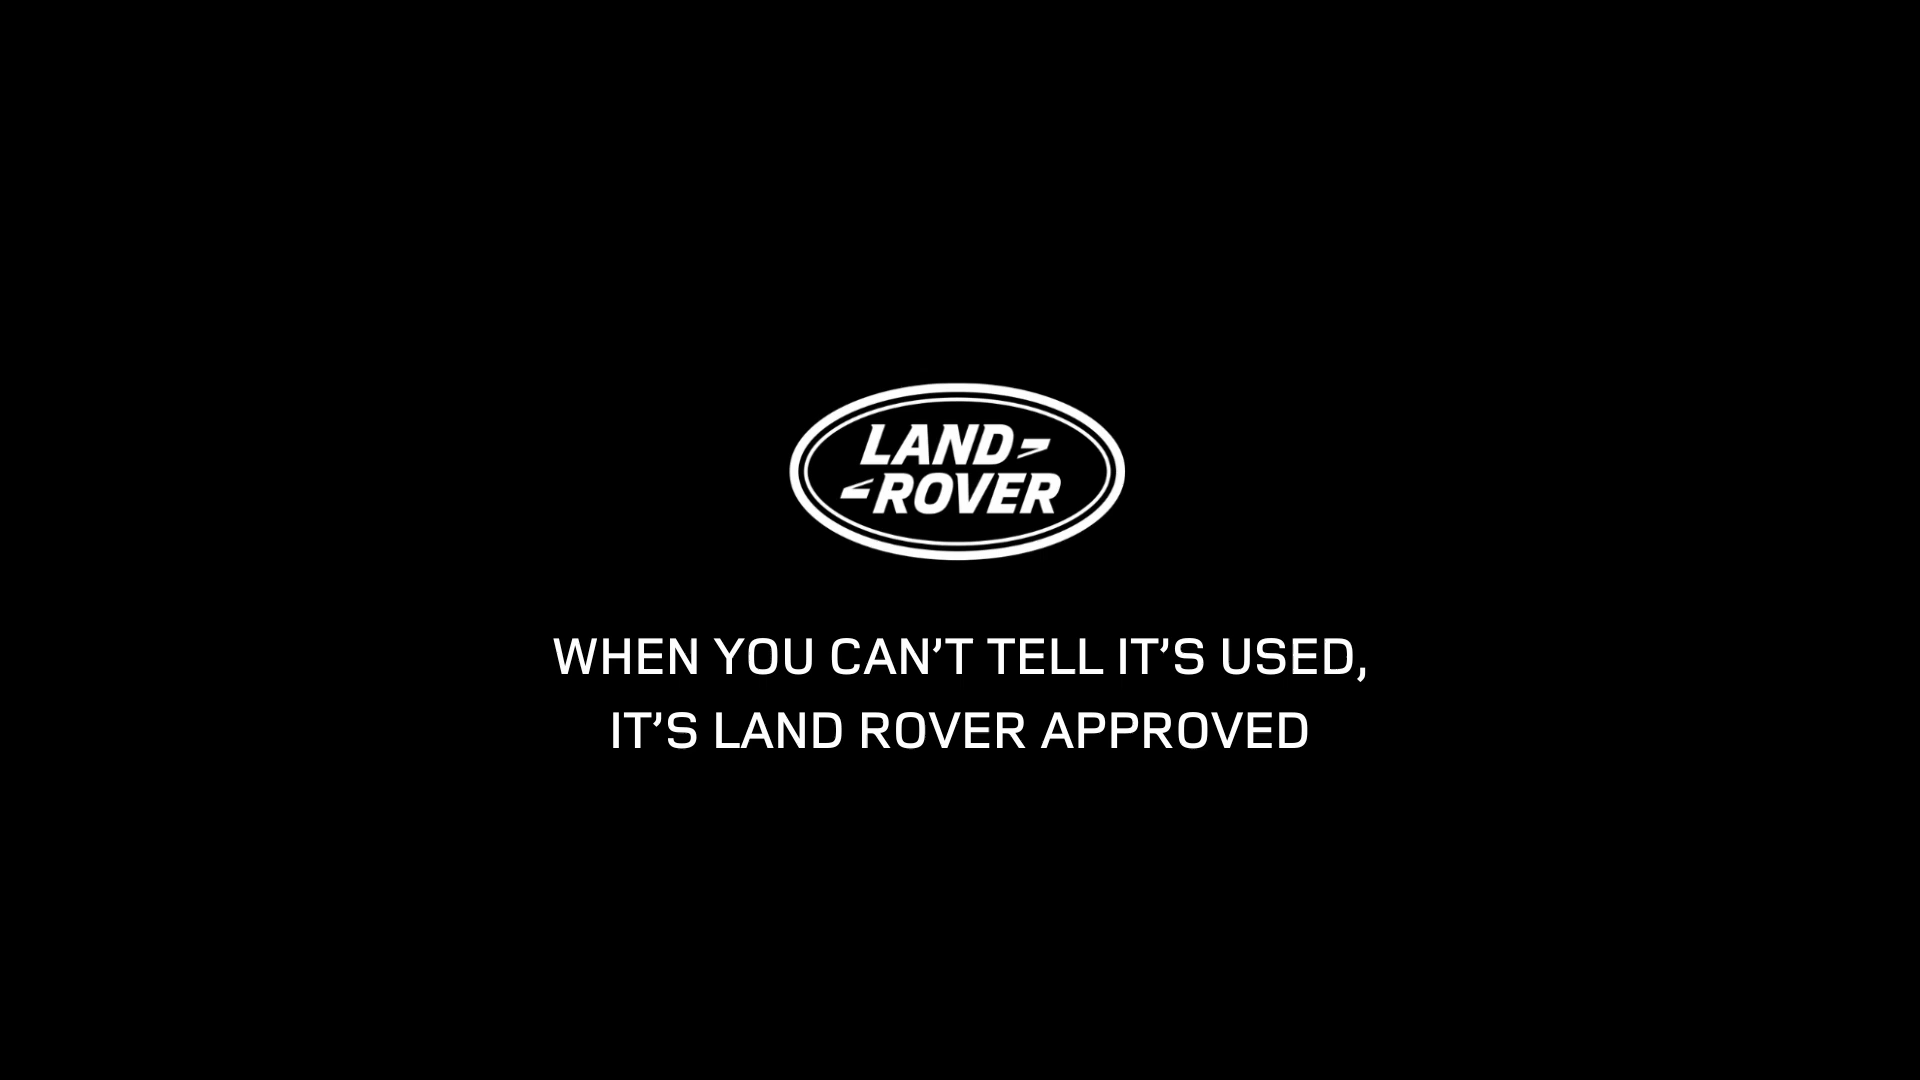 LAND
ROVER
WHEN YOU CAN’T TELL IT’S USED,
IT’S LAND ROVER APPROVED